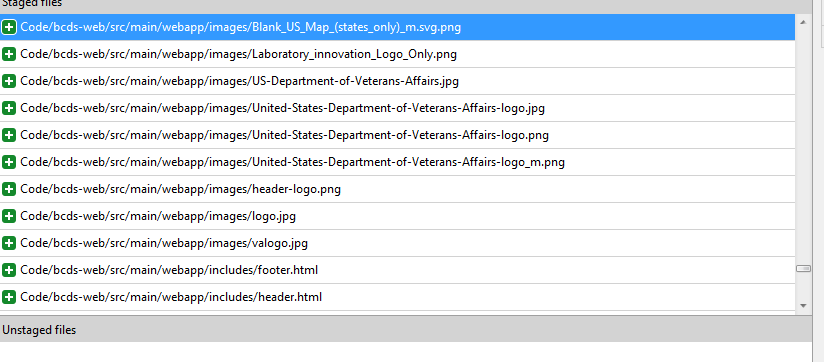 Staged files
Code/bcds-web/src/main/webapp/images/Blank_US_Map_(states_only)_m.svg.png
Code/bcds-web/src/main/webapp/images/Laboratory_innovation_Logo_Only.png
Code/bcds-web/src/main/webapp/images/US-Department-of-Veterans-Affairs.jpg
Code/bcds-web/src/main/webapp/images/United-States-Department-of-Veterans-Affairs-logo.jpg
Code/bcds-web/src/main/webapp/images/United-States-Department-of-Veterans-Affairs-logo.png
Code/bcds-web/src/main/webapp/images/United-States-Department-of-Veterans-Affairs-logo_m.png
Code/bcds-web/src/main/webapp/images/header-logo.png
Code/bcds-web/src/main/webapp/images/logo.jpg
Code/bcds-web/src/main/webapp/images/valogo.jpg
Code/bcds-web/src/main/webapp/includes/footer.html
Code/bcds-web/src/main/webapp/includes/header.html
Unstaged files